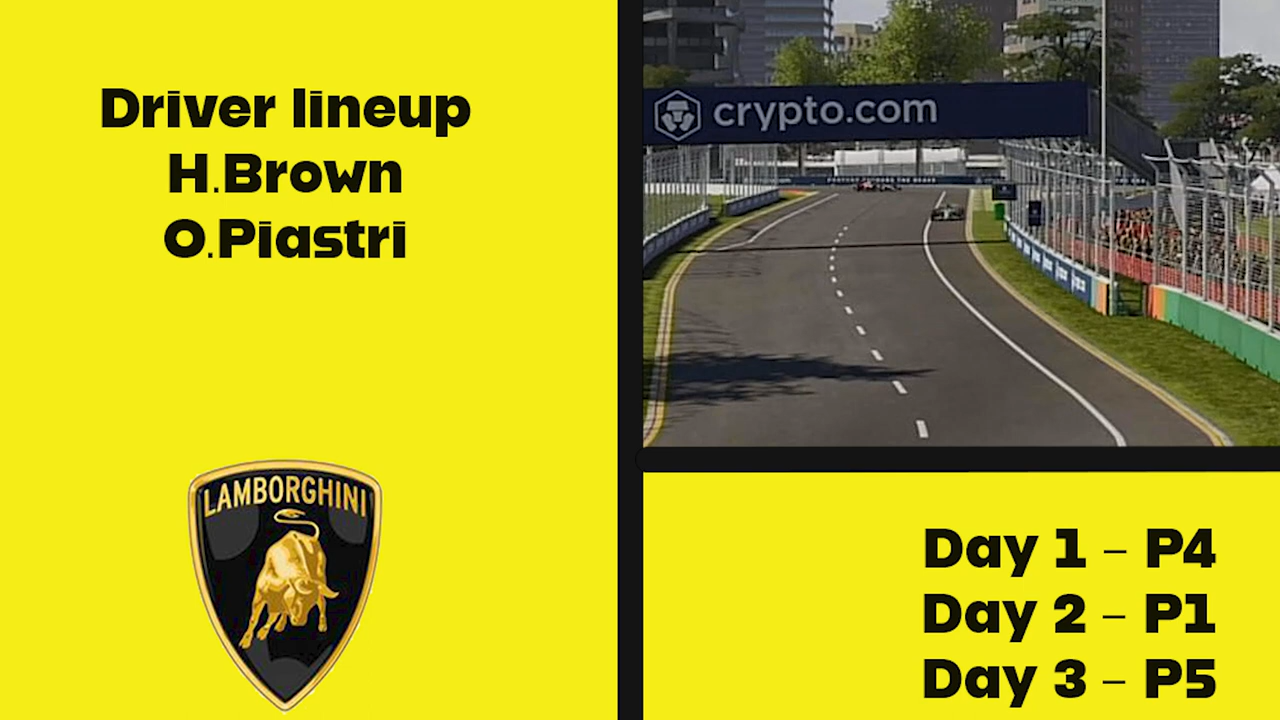 Driver lineup
H.Brown
O.Piastri
LAMBORGHINI
crypto.com
Day 1 – P4
Day 2 – P1
Day 3 – P5